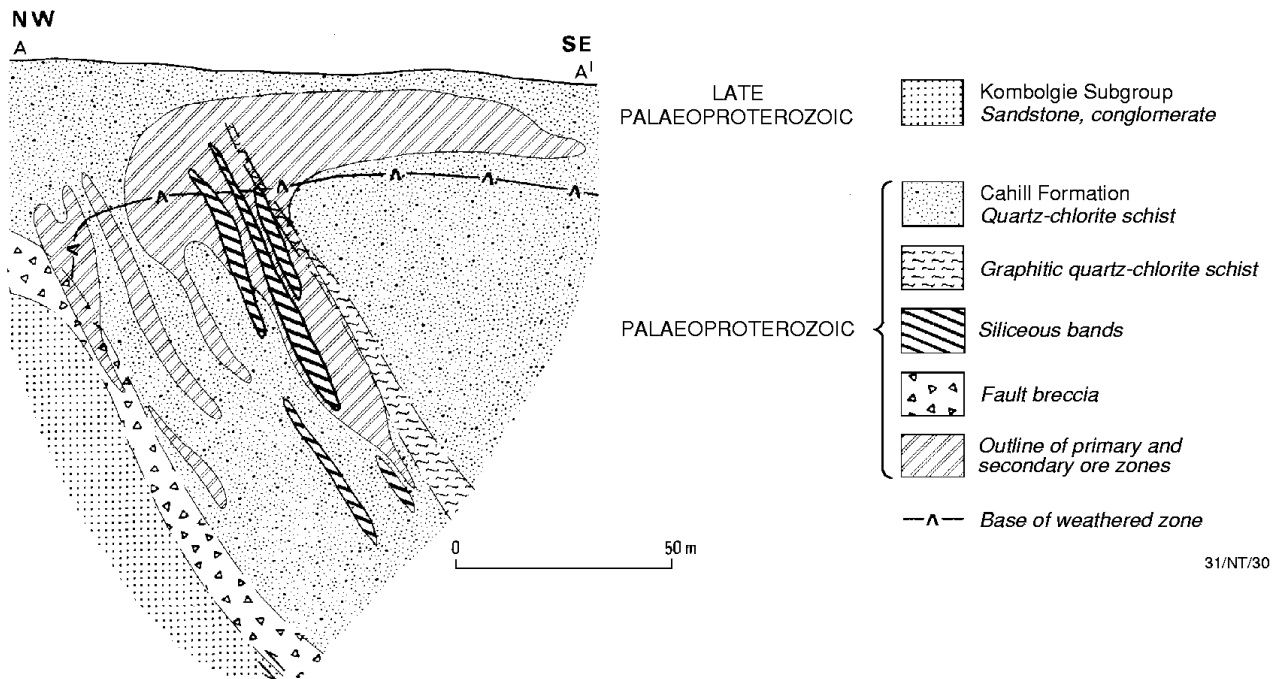 NW
A
SE
A|
LATE
PALAEOPROTEROZOIC
Kombolgie Subgroup
Sandstone, conglomerate
PALAEOPROTEROZOIC
Cahill Formation
Quartz-chlorite schist
Graphitic quartz-chlorite schist
Siliceous bands
Fault breccia
Outline of primary and
secondary ore zones
Base of weathered zone
0 50 m
31/NT/30